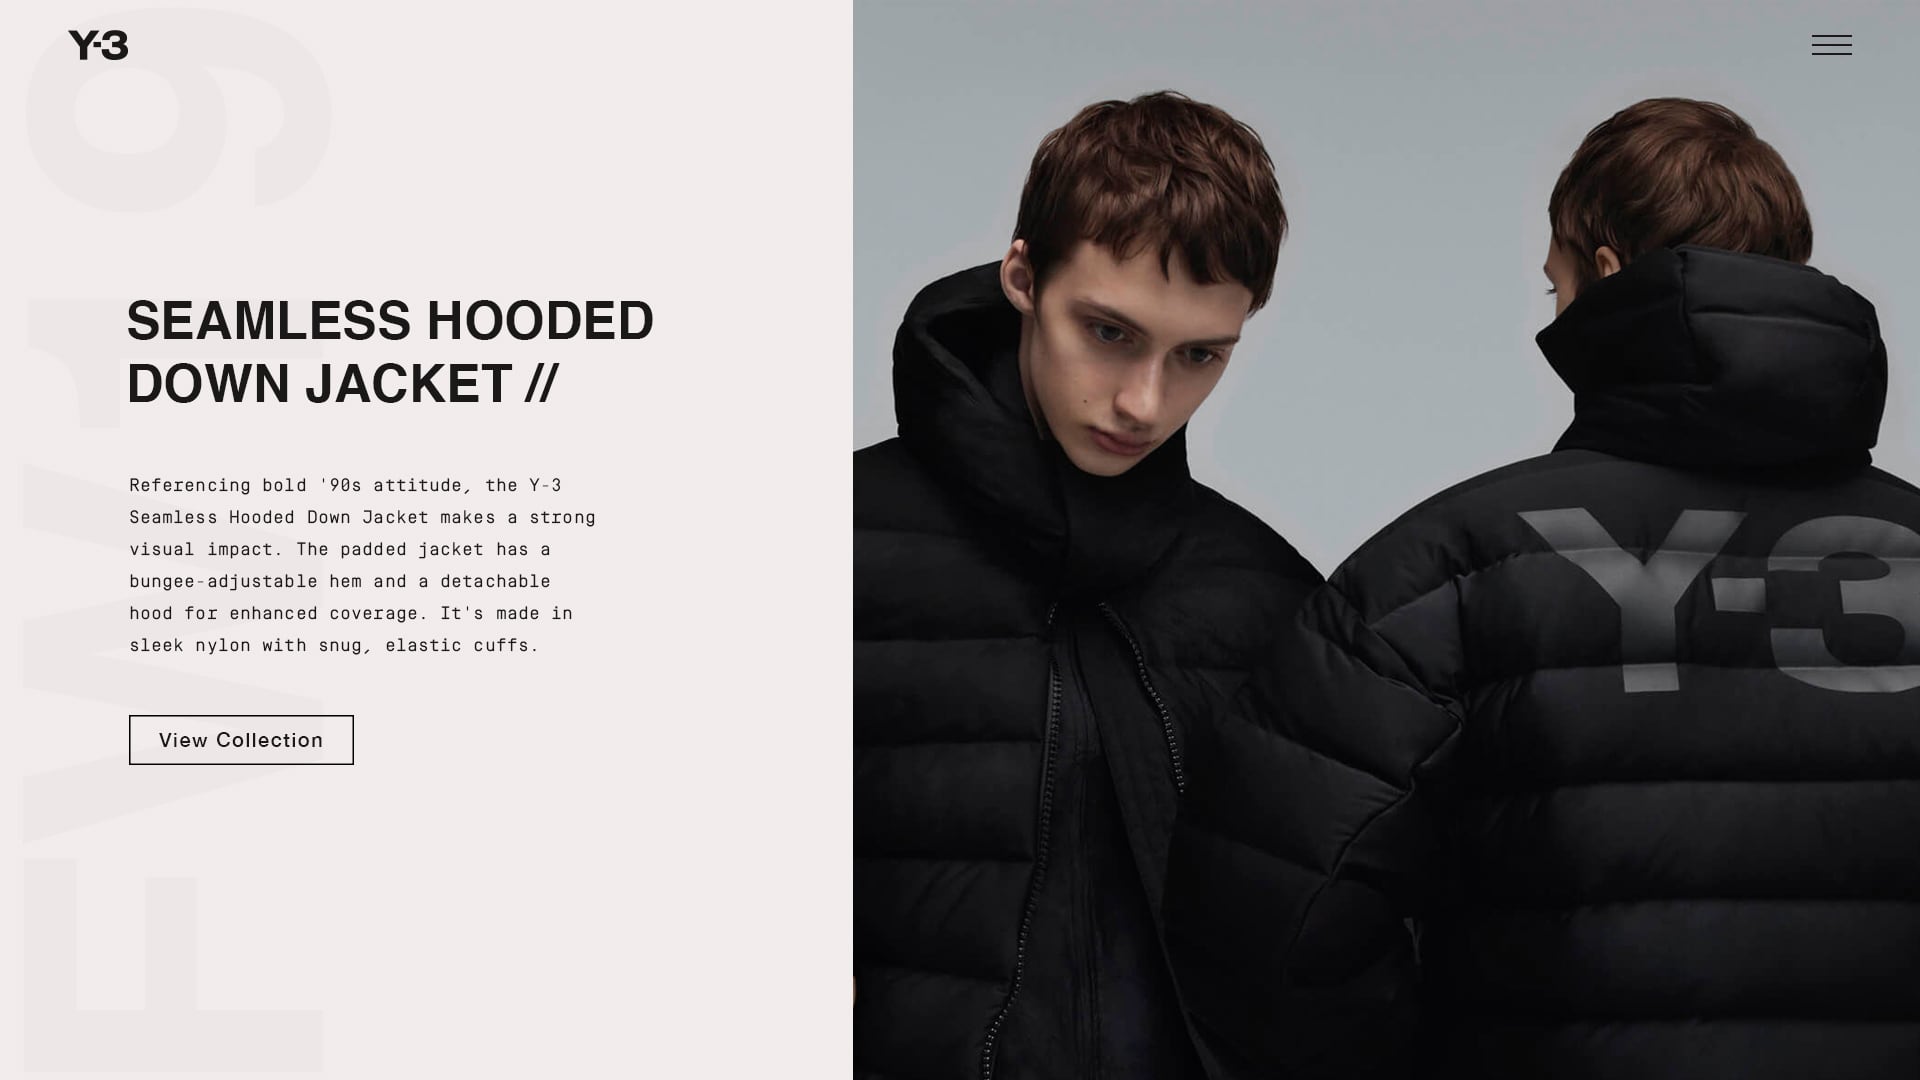 Y-3
SEAMLESS HOODED
DOWN JACKET //
Referencing bold '90s attitude, the Y-3
Seamless Hooded Down Jacket makes a strong
visual impact. The padded jacket has a
bungee-adjustable hem and a detachable
hood for enhanced coverage. It's made in
sleek nylon with snug, elastic cuffs.
View Collection
FW19
Y-3